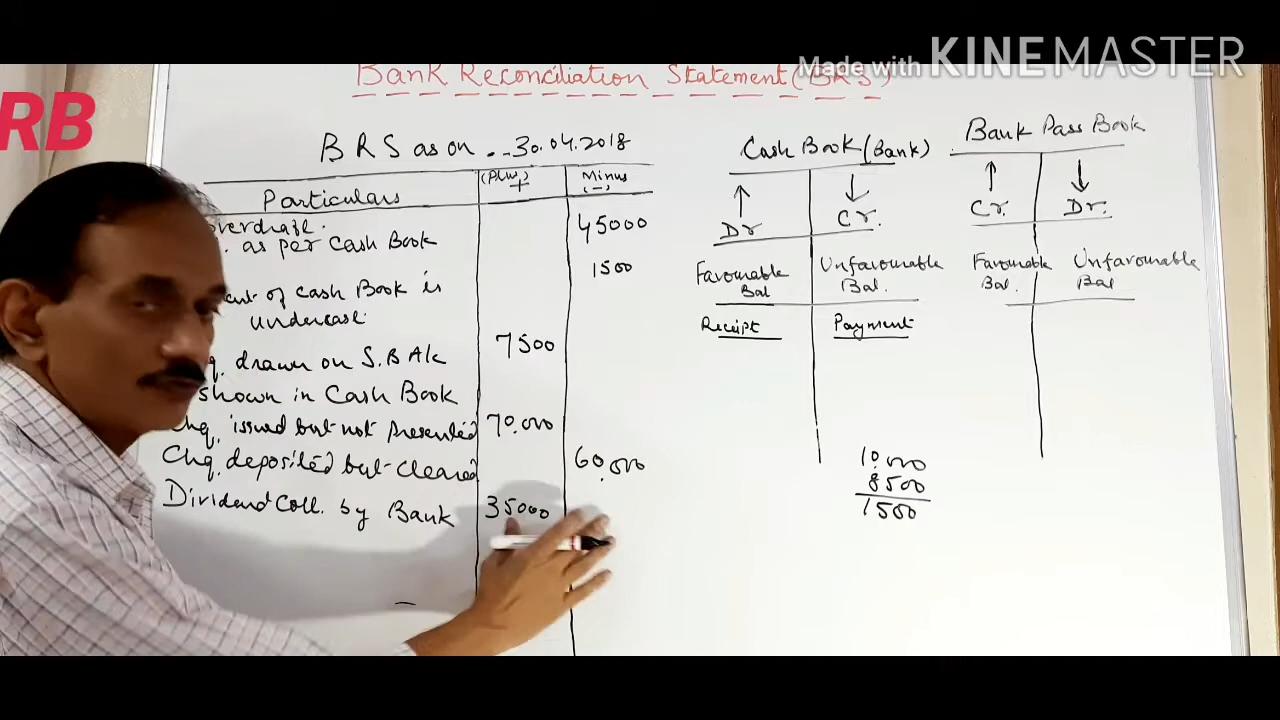 Made with KINEMASTER
Bank Reconciliation Statement (BRS)
RB
BRS as on . -30.04.2018
Particulars
(Plus) +
Minus (-)
overdraft.
as per Cash Book
45000
1500
of Cash Book is
undercast.
drawn on S.B A/c
7500
shown in Cash Book
Chq. issued but not presented
70,000
Chq. deposited but cleared
60,000
Dividend Coll. by Bank
35000
Cash Book (Bank)
Dr
Cr.
Favourable Bal
Unfavourable Bal.
Receipt
Payment
10,000
8500
1500
Bank Pass Book
Cr.
Dr.
Favourable Bal.
Unfavourable Bal